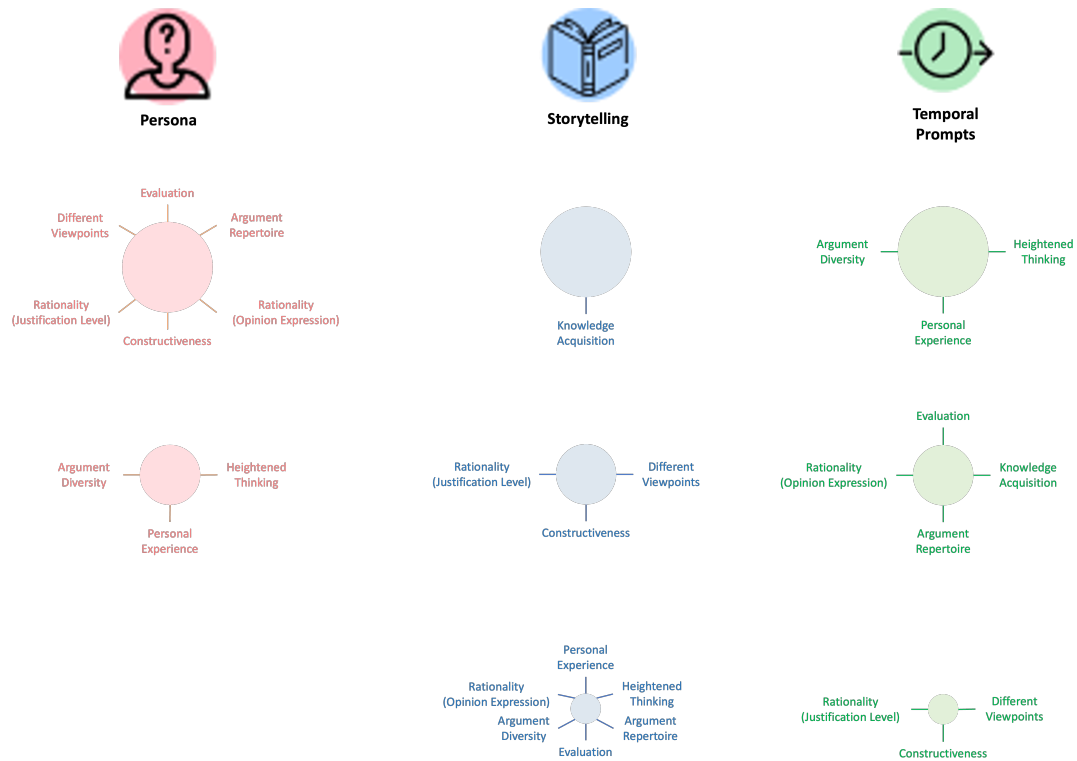 ?
Persona
Storytelling
Temporal
Prompts
Evaluation
Different
Viewpoints
Argument
Repertoire
Rationality
(Justification Level)
Rationality
(Opinion Expression)
Constructiveness
Knowledge
Acquisition
Argument
Diversity
Heightened
Thinking
Personal
Experience
Argument
Diversity
Heightened
Thinking
Personal
Experience
Rationality
(Justification Level)
Different
Viewpoints
Constructiveness
Evaluation
Rationality
(Opinion Expression)
Knowledge
Acquisition
Argument
Repertoire
Personal
Experience
Rationality
(Opinion Expression)
Heightened
Thinking
Argument
Diversity
Argument
Repertoire
Evaluation
Rationality
(Justification Level)
Different
Viewpoints
Constructiveness